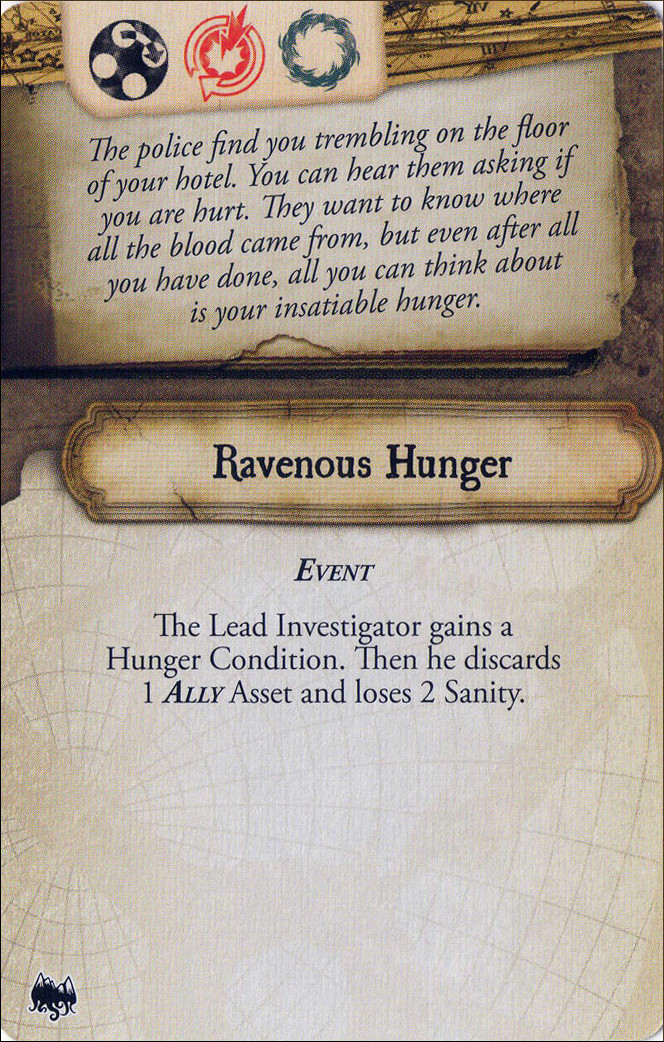 The police find you trembling on the floor
of your hotel. You can hear them asking if
you are hurt. They want to know where
all the blood came from, but even after all
you have done, all you can think about
is your insatiable hunger.
Ravenous Hunger
EVENT
The Lead Investigator gains a
Hunger Condition. Then he discards
1 ALLY Asset and loses 2 Sanity.